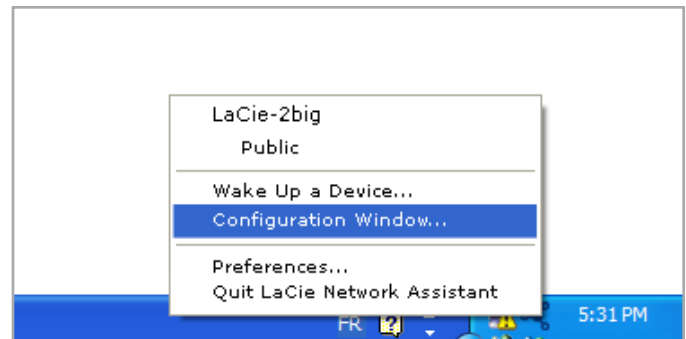 LaCie-2big
Public
Wake Up a Device...
Configuration Window...
Preferences...
Quit LaCie Network Assistant
FR
?
5:31 PM